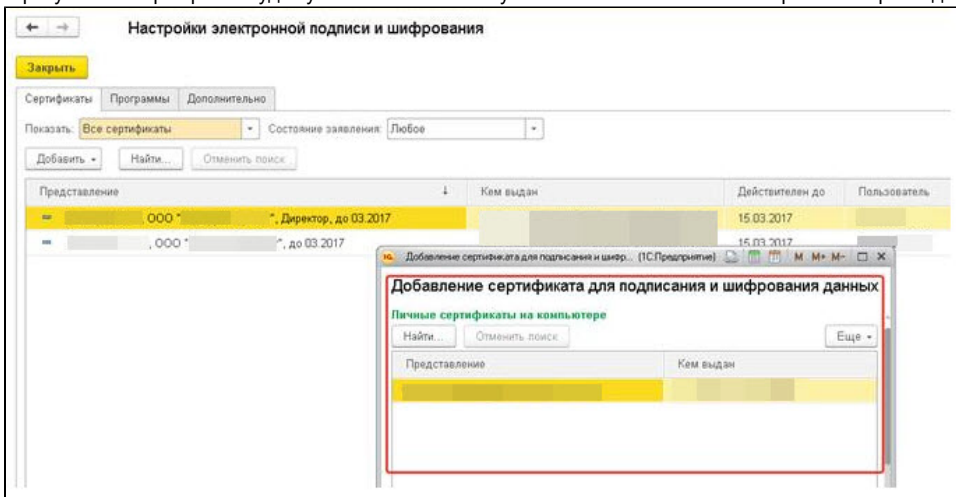 Настройки электронной подписи и шифрования
Закрыть
Сертификаты Программы Дополнительно
Показать: Все сертификаты Состояние заявления: Любое
Добавить Найти... Отменить поиск
Представление ↓ Кем выдан Действителен до Пользователь
, ООО " ", Директор, до 03.2017 15.03.2017
, ООО " ", до 03.2017 15.03.2017
Добавление сертификата для подписания и шифр... (1С:Предприятие) M M+ M-
Добавление сертификата для подписания и шифрования данных
Личные сертификаты на компьютере
Найти... Отменить поиск Еще
Представление Кем выдан